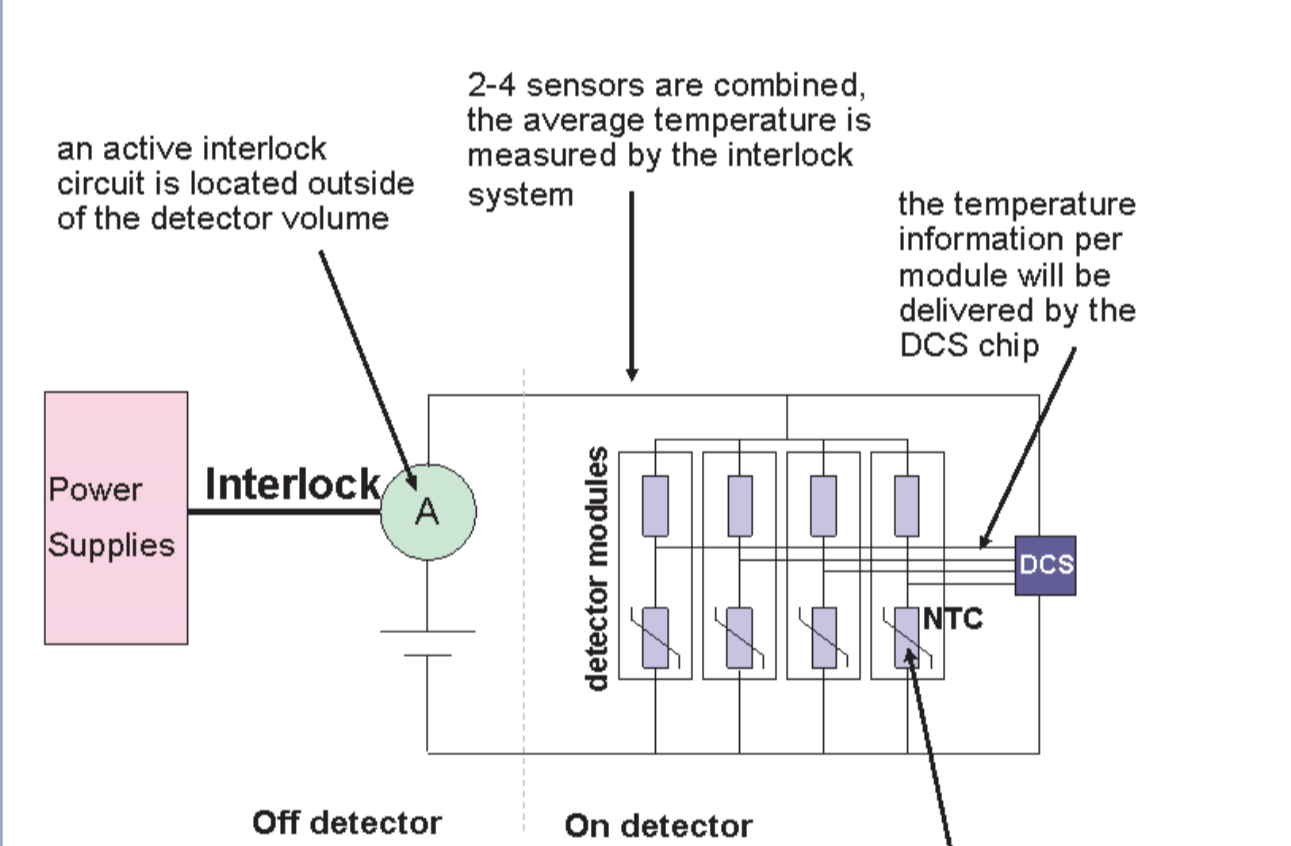 2-4 sensors are combined,
the average temperature is
measured by the interlock
system
an active interlock
circuit is located outside
of the detector volume
the temperature
information per
module will be
delivered by the
DCS chip
Power
Supplies
Interlock
A
detector modules
DCS
NTC
Off detector
On detector